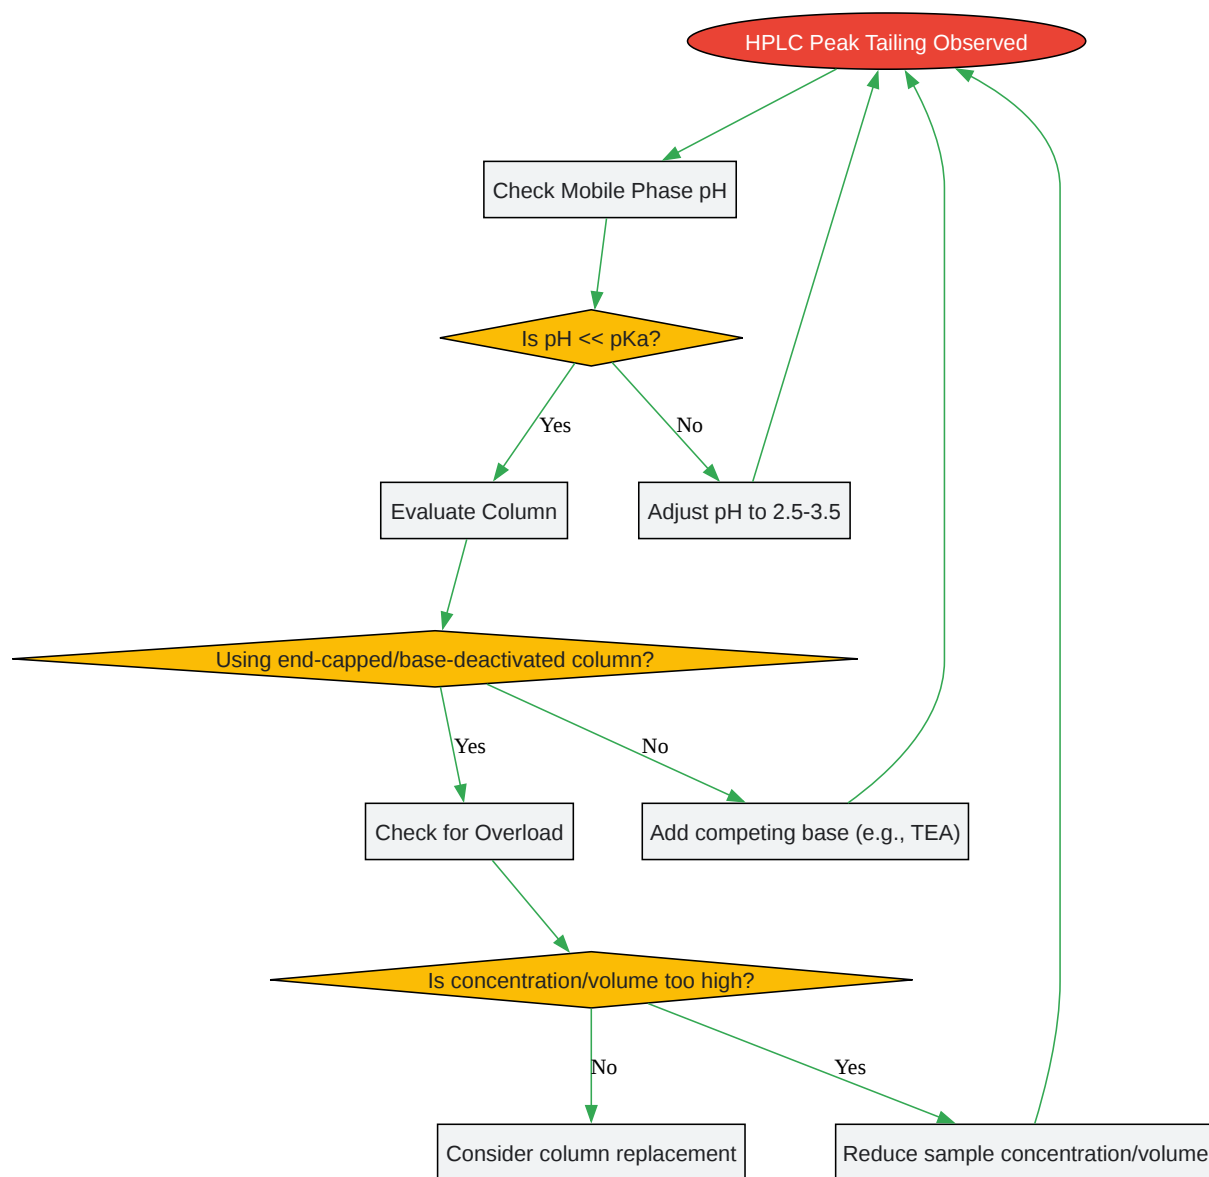 HPLC Peak Tailing Observed
Check Mobile Phase pH
Is pH << pKa?
Yes
No
Evaluate Column
Adjust pH to 2.5-3.5
Using end-capped/base-deactivated column?
Yes
No
Check for Overload
Add competing base (e.g., TEA)
Is concentration/volume too high?
No
Yes
Consider column replacement
Reduce sample concentration/volume